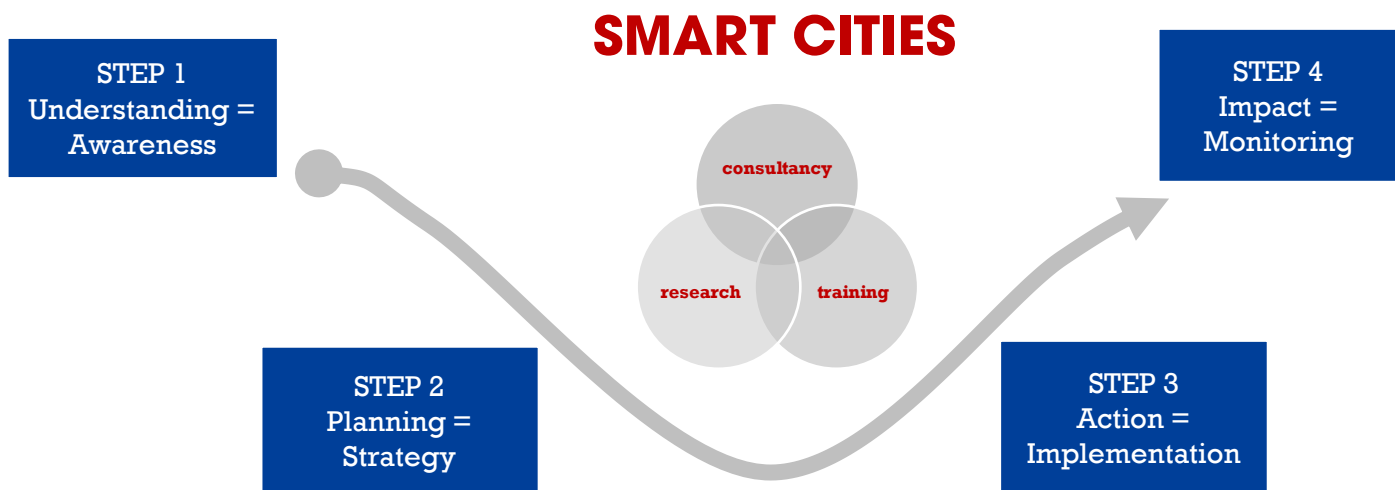 SMART CITIES
STEP 1
Understanding =
Awareness
STEP 4
Impact =
Monitoring
consultancy
research
training
STEP 2
Planning =
Strategy
STEP 3
Action =
Implementation